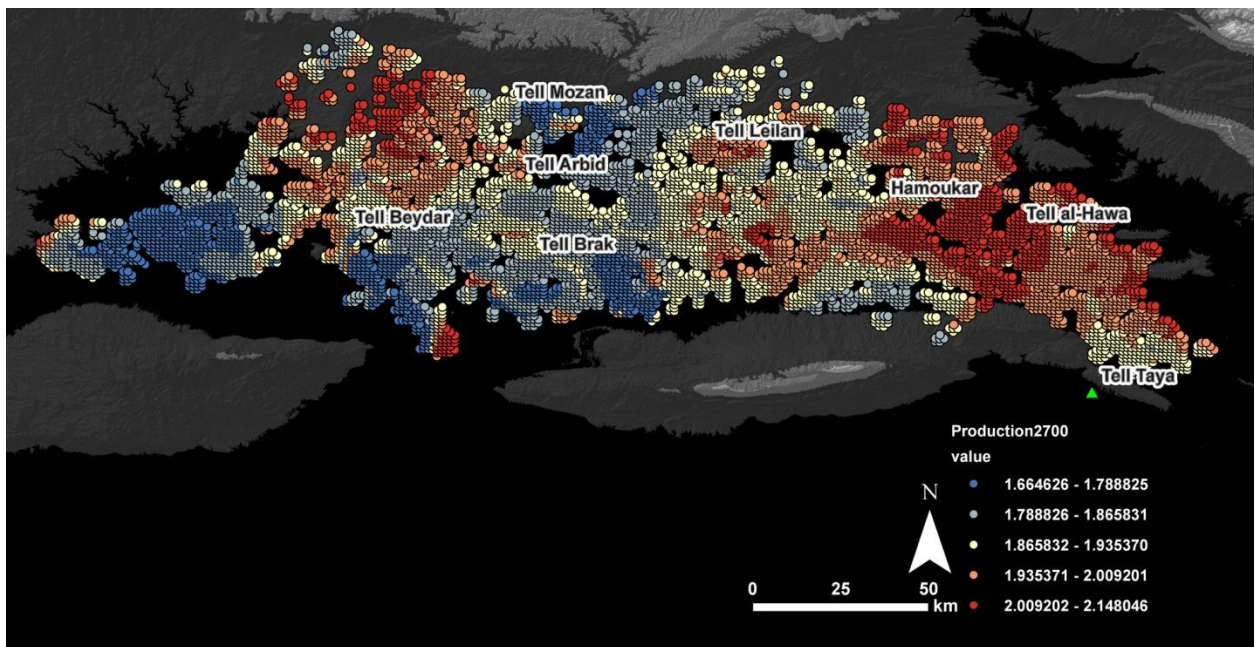 Tell Mozan
Tell Leilan
Tell Arbid
Hamoukar
Tell Beydar
Tell al-Hawa
Tell Brak
Tell Taya
Production2700
value
1.664626 - 1.788825
1.788826 - 1.865831
1.865832 - 1.935370
1.935371 - 2.009201
2.009202 - 2.148046
N
0 25 50
km